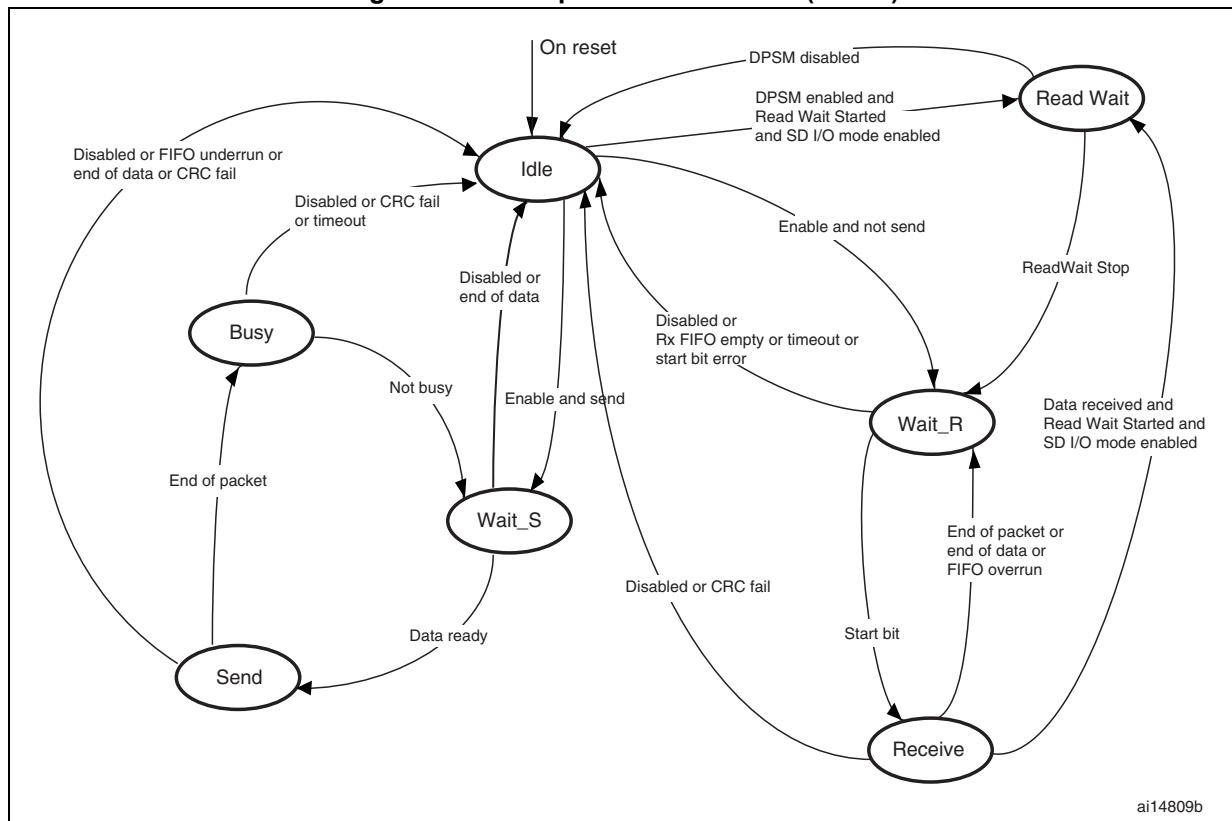 On reset
DPSM disabled
Read Wait
DPSM enabled and
Read Wait Started
and SD I/O mode enabled
Disabled or FIFO underrun or
end of data or CRC fail
Idle
Disabled or CRC fail
or timeout
Enable and not send
ReadWait Stop
Disabled or
end of data
Disabled or
Rx FIFO empty or timeout or
start bit error
Busy
Not busy
Enable and send
Wait_R
Data received and
Read Wait Started and
SD I/O mode enabled
End of packet
Wait_S
End of packet or
end of data or
FIFO overrun
Disabled or CRC fail
Data ready
Start bit
Send
Receive
ai14809b